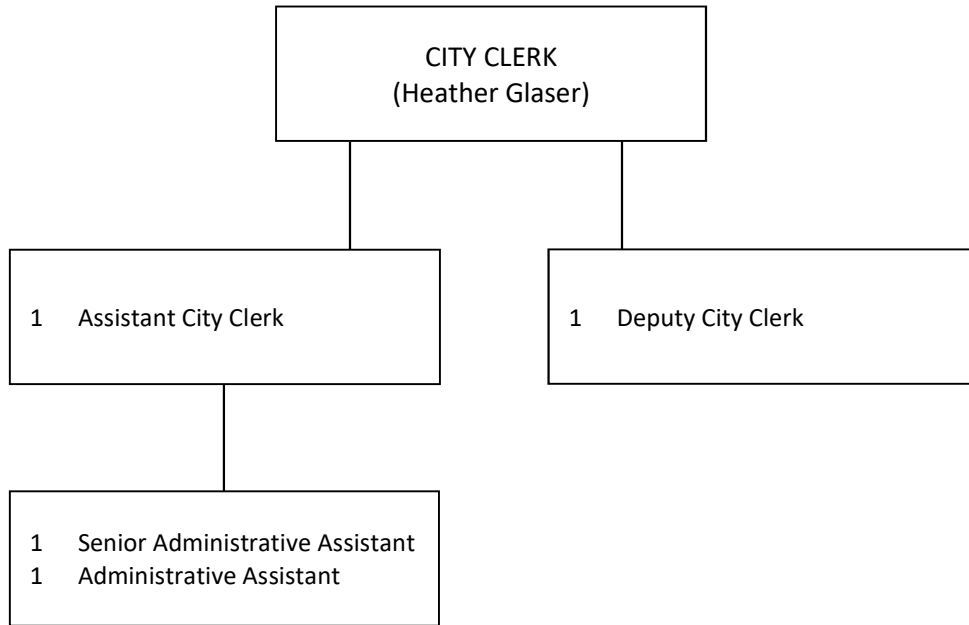 CITY CLERK
(Heather Glaser)
1 Assistant City Clerk
1 Deputy City Clerk
1 Senior Administrative Assistant
1 Administrative Assistant